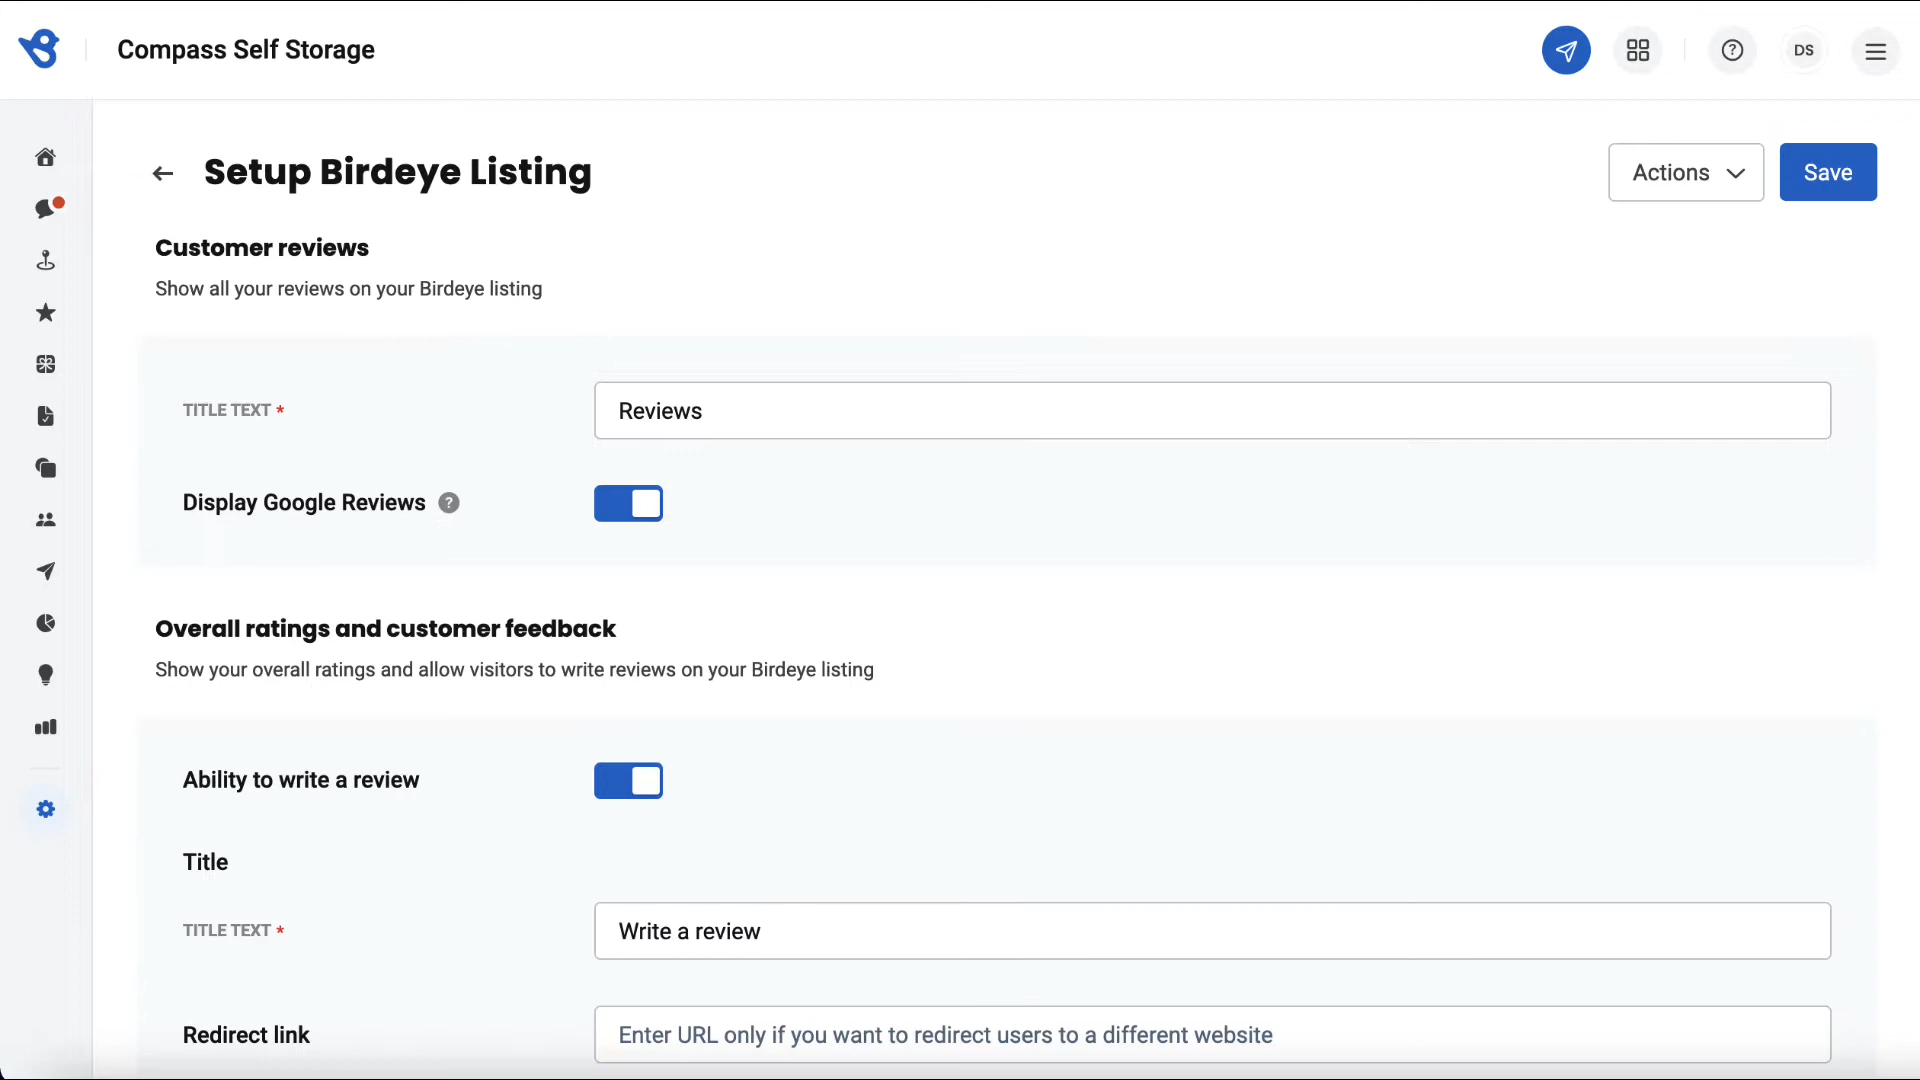 Compass Self Storage
DS
Setup Birdeye Listing
Actions
Save
Customer reviews
Show all your reviews on your Birdeye listing
TITLE TEXT *
Reviews
Display Google Reviews ?
Overall ratings and customer feedback
Show your overall ratings and allow visitors to write reviews on your Birdeye listing
Ability to write a review
Title
TITLE TEXT *
Write a review
Redirect link
Enter URL only if you want to redirect users to a different website